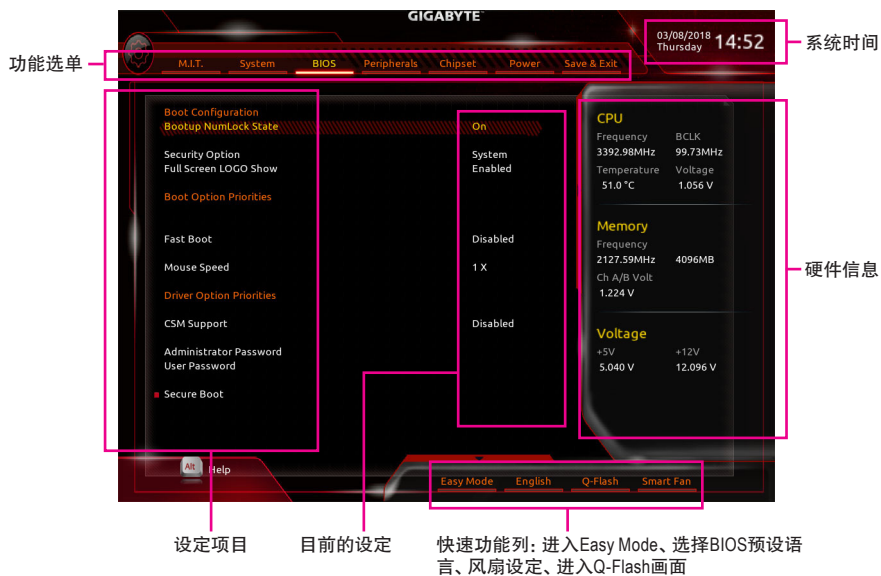 GIGABYTE
03/08/2018
Thursday
14:52
系统时间
功能选单
M.I.T.
System
BIOS
Peripherals
Chipset
Power
Save & Exit
Boot Configuration
Bootup NumLock State
On
Security Option
System
Full Screen LOGO Show
Enabled
Boot Option Priorities
Fast Boot
Disabled
Mouse Speed
1 X
Driver Option Priorities
CSM Support
Disabled
Administrator Password
User Password
Secure Boot
CPU
Frequency BCLK
3392.98MHz 99.73MHz
Temperature Voltage
51.0 °C 1.056 V
Memory
Frequency
2127.59MHz 4096MB
Ch A/B Volt
1.224 V
Voltage
+5V +12V
5.040 V 12.096 V
硬件信息
Alt Help
Easy Mode
English
Q-Flash
Smart Fan
设定项目
目前的设定
快速功能列: 进入Easy Mode、选择BIOS预设语
言、风扇设定、进入Q-Flash画面